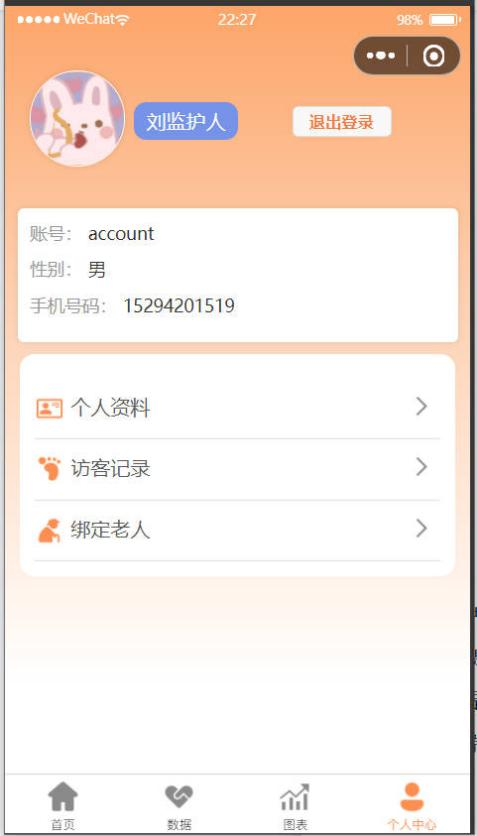 WeChat 22:27 98%
刘监护人 退出登录
账号： account
性别： 男
手机号码： 15294201519
个人资料
访客记录
绑定老人
首页 数据 图表 个人中心